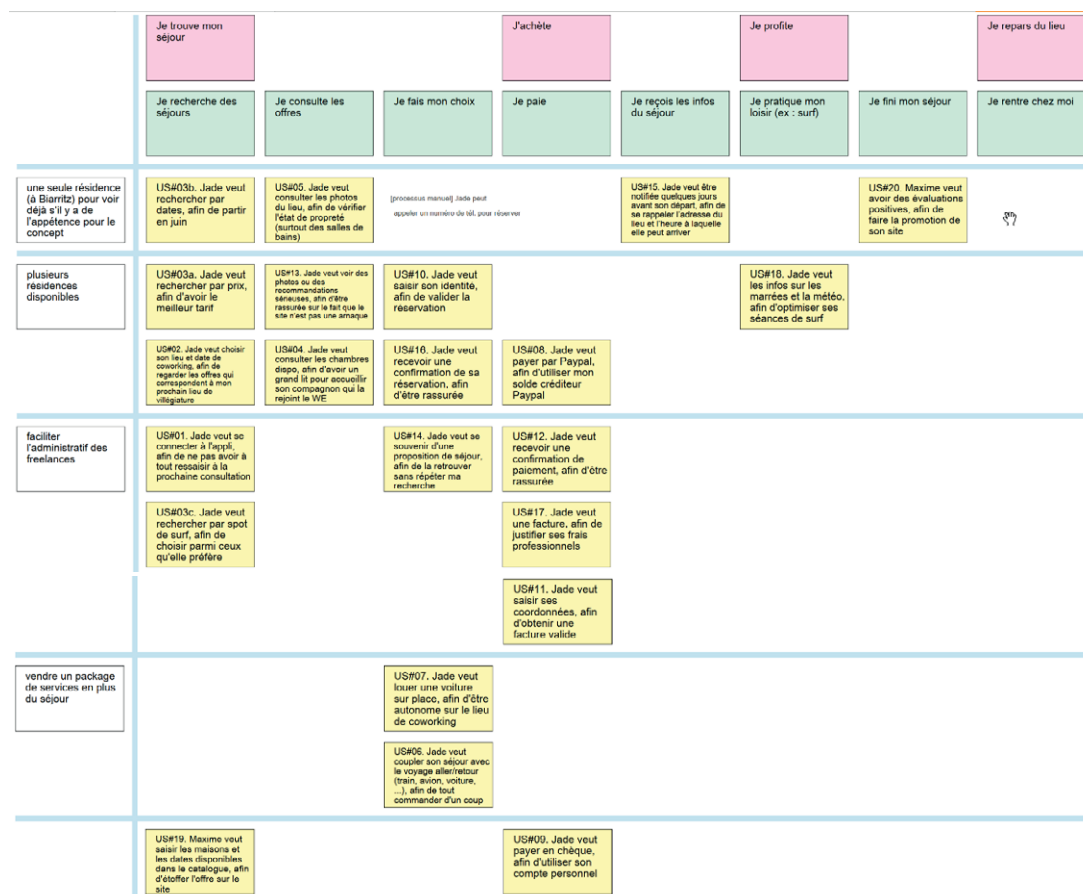 Je trouve mon
séjour
J'achète
Je profite
Je repars du lieu
Je recherche des
séjours
Je consulte les
offres
Je fais mon choix
Je paie
Je reçois les infos
du séjour
Je pratique mon
loisir (ex : surf)
Je fini mon séjour
Je rentre chez moi
une seule résidence
(à Biarritz) pour voir
déjà s'il y a de
l'appétence pour le
concept
US#03b. Jade veut
rechercher par
dates, afin de partir
en juin
US#05. Jade veut
consulter les photos
du lieu, afin de vérifier
l'état de propreté
(surtout des salles de
bains)
[processus manuel] Jade peut
appeler un numéro de tél. pour réserver
US#15. Jade veut être
notifiée quelques jours
avant son départ, afin de
se rappeler l'adresse du
lieu et l'heure à laquelle
elle peut arriver
US#20. Maxime veut
avoir des évaluations
positives, afin de
faire la promotion de
son site
plusieurs
résidences
disponibles
US#03a. Jade veut
rechercher par prix,
afin d'avoir le
meilleur tarif
US#13. Jade veut voir des
photos ou des
recommandations
sérieuses, afin d'être
rassurée sur le fait que le
site n'est pas une arnaque
US#10. Jade veut
saisir son identité,
afin de valider la
réservation
US#18. Jade veut
les infos sur les
marrées et la météo,
afin d'optimiser ses
séances de surf
US#02. Jade veut choisir
son lieu et date de
coworking, afin de
regarder les offres qui
correspondent à mon
prochain lieu de
villégiature
US#04. Jade veut
consulter les chambres
dispo, afin d'avoir un
grand lit pour accueillir
son compagnon qui la
rejoint le WE
US#16. Jade veut
recevoir une
confirmation de sa
réservation, afin
d'être rassurée
US#08. Jade veut
payer par Paypal,
afin d'utiliser mon
solde créditeur
Paypal
faciliter
l'administratif des
freelances
US#01. Jade veut se
connecter à l'appli,
afin de ne pas avoir à
tout ressaisir à la
prochaine consultation
US#14. Jade veut se
souvenir d'une
proposition de séjour,
afin de la retrouver
sans répéter ma
recherche
US#12. Jade veut
recevoir une
confirmation de
paiement, afin d'être
rassurée
US#03c. Jade veut
rechercher par spot
de surf, afin de
choisir parmi ceux
qu'elle préfère
US#17. Jade veut
une facture, afin de
justifier ses frais
professionnels
US#11. Jade veut
saisir ses
coordonnées, afin
d'obtenir une
facture valide
vendre un package
de services en plus
du séjour
US#07. Jade veut
louer une voiture
sur place, afin d'être
autonome sur le lieu
de coworking
US#06. Jade veut
coupler son séjour avec
le voyage aller/retour
(train, avion, voiture,
...), afin de tout
commander d'un coup
US#19. Maxime veut
saisir les maisons et
les dates disponibles
dans le catalogue, afin
d'étoffer l'offre sur le
site
US#09. Jade veut
payer en chèque,
afin d'utiliser son
compte personnel